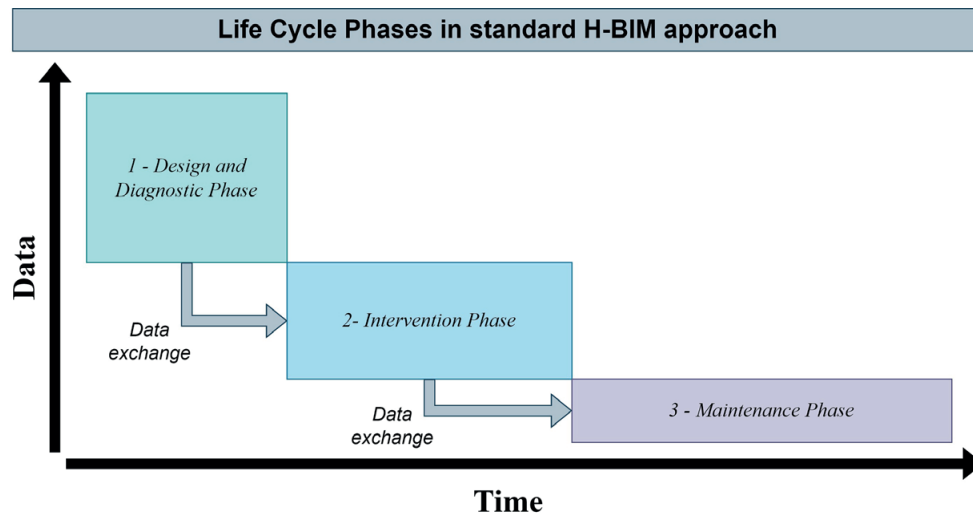 Life Cycle Phases in standard H-BIM approach
1 - Design and
Diagnostic Phase
Data
Data
exchange
2- Intervention Phase
Data
exchange
3 - Maintenance Phase
Time